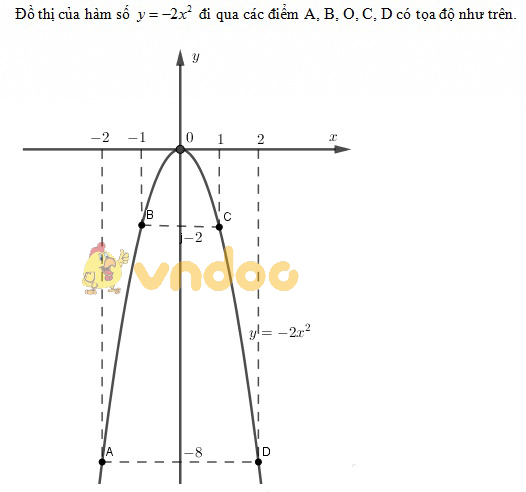 Đồ thị của hàm số y = −2x² đi qua các điểm A, B, O, C, D có tọa độ như trên.
y
−2 −1 0 1 2 x
B C
−2
vndoc
y = −2x²
A −8 D